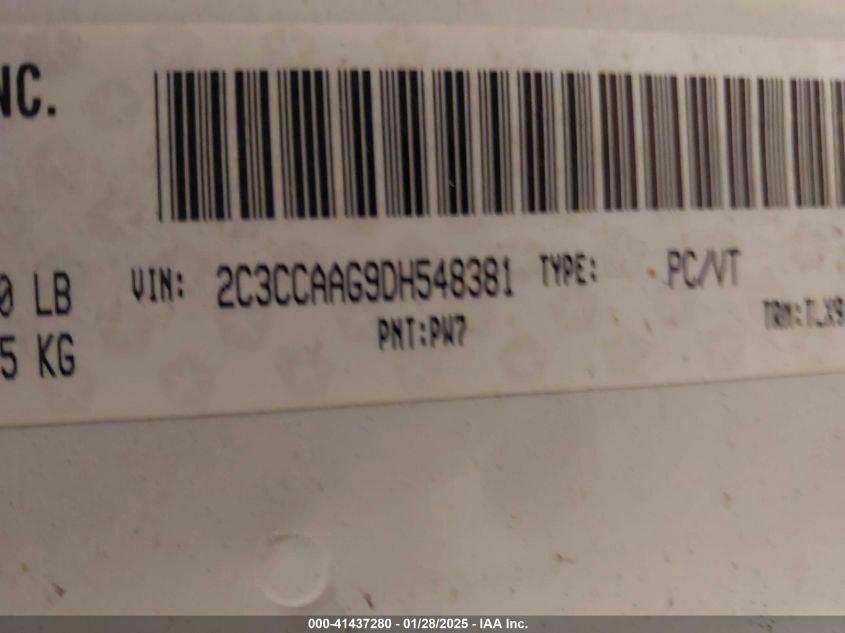 NC.
0 LB
VIN: 2C3CCAAG9DH548381 TYPE: PC/VT
5 KG
PNT:PW7
000-41437280 - 01/28/2025 - IAA Inc.